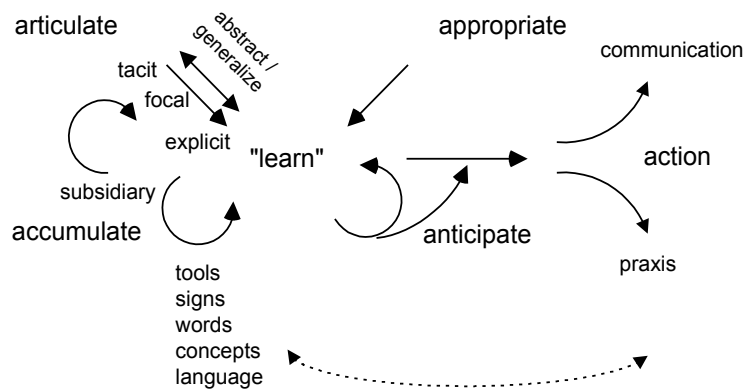 articulate
abstract /
generalize
appropriate
communication
tacit
focal
explicit
"learn"
action
subsidiary
accumulate
anticipate
praxis
tools
signs
words
concepts
language